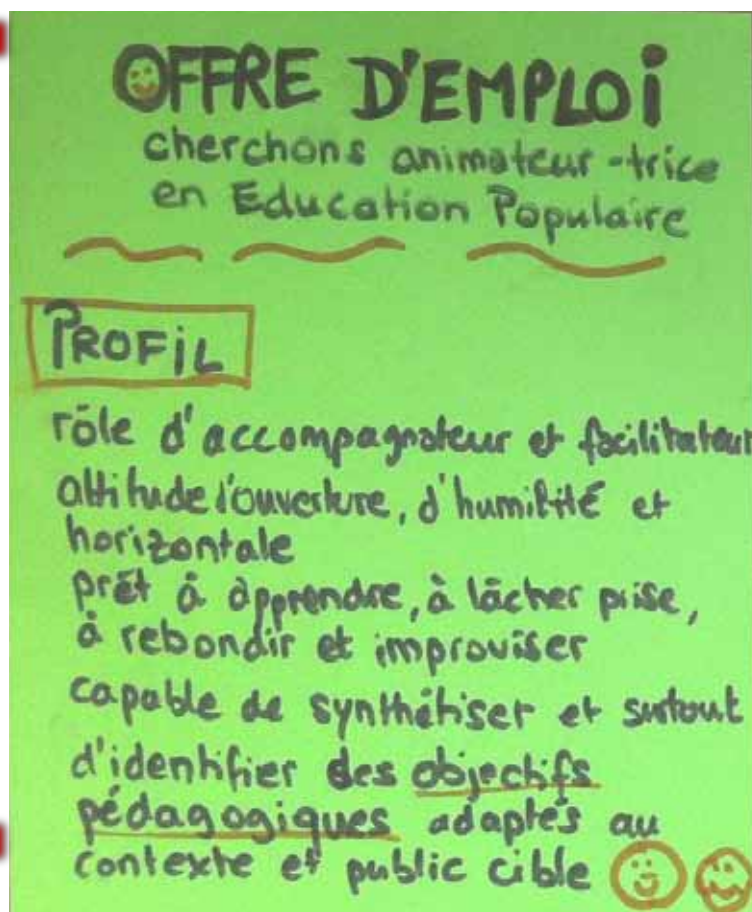 OFFRE D'EMPLOi
cherchons animateur-trice
en Education Populaire
PROFiL
rôle d'accompagnateur et facilitateur
attitude d'ouverture, d'humilité et
horizontale
prêt à apprendre, à lâcher prise,
à rebondir et improviser
capable de synthétiser et surtout
d'identifier des objectifs
pédagogiques adaptés au
contexte et public cible